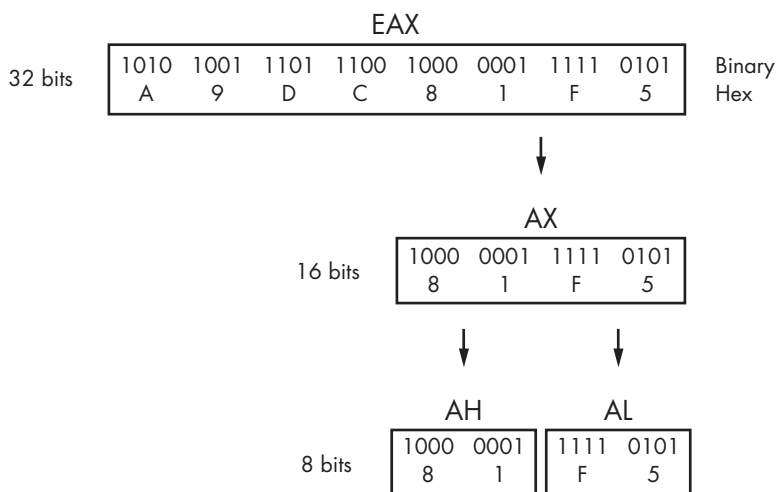 EAX
32 bits
1010 1001 1101 1100 1000 0001 1111 0101 Binary
A 9 D C 8 1 F 5 Hex
AX
16 bits
1000 0001 1111 0101
8 1 F 5
AH AL
8 bits
1000 0001 1111 0101
8 1 F 5